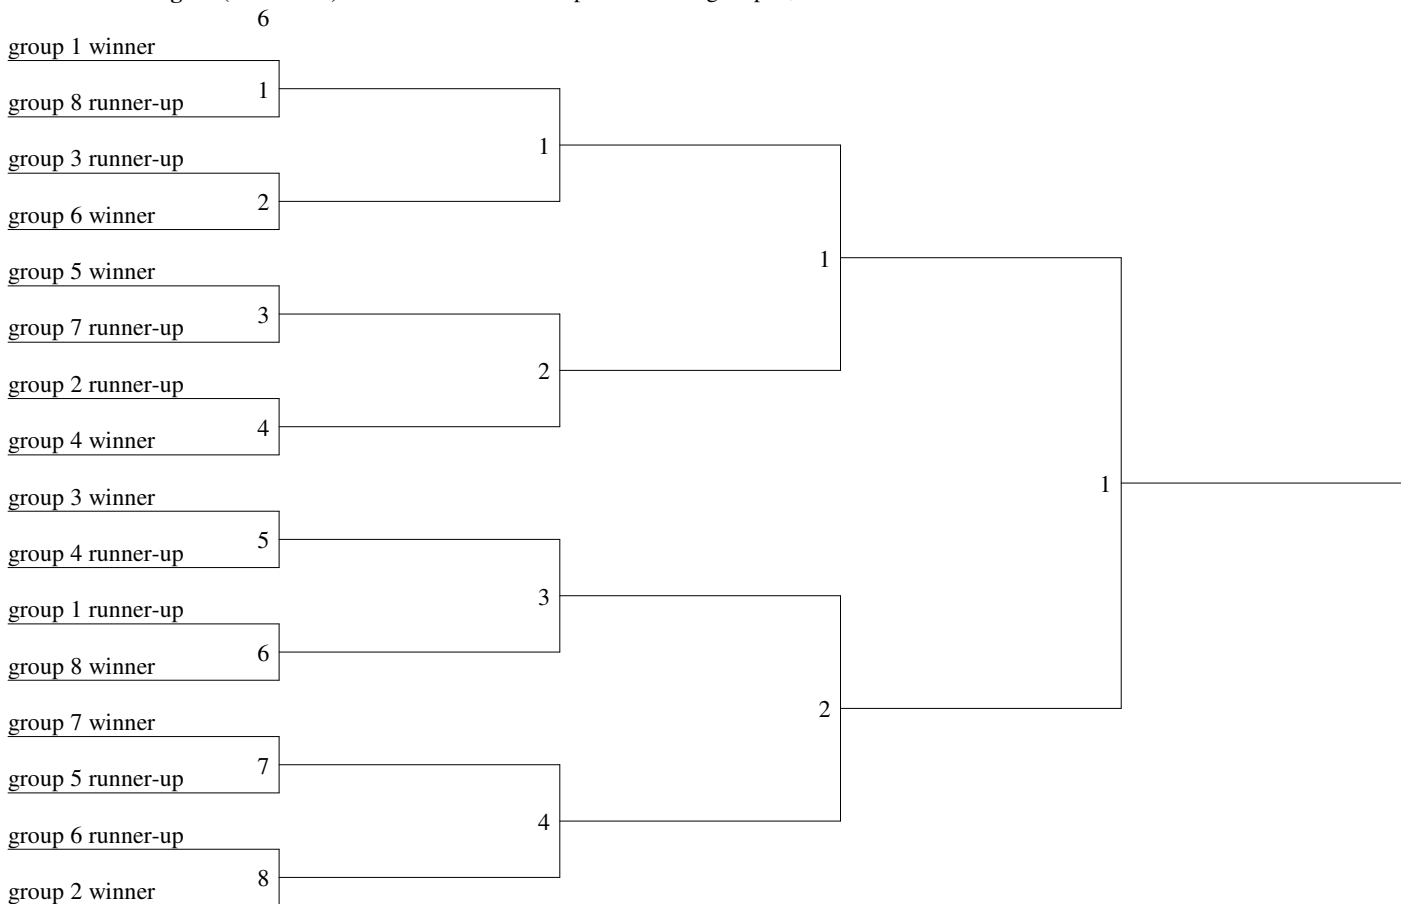 6
group 1 winner
1
group 8 runner-up
1
group 3 runner-up
2
group 6 winner
1
group 5 winner
3
group 7 runner-up
2
group 2 runner-up
4
group 4 winner
1
group 3 winner
5
group 4 runner-up
3
group 1 runner-up
6
group 8 winner
2
group 7 winner
7
group 5 runner-up
4
group 6 runner-up
8
group 2 winner